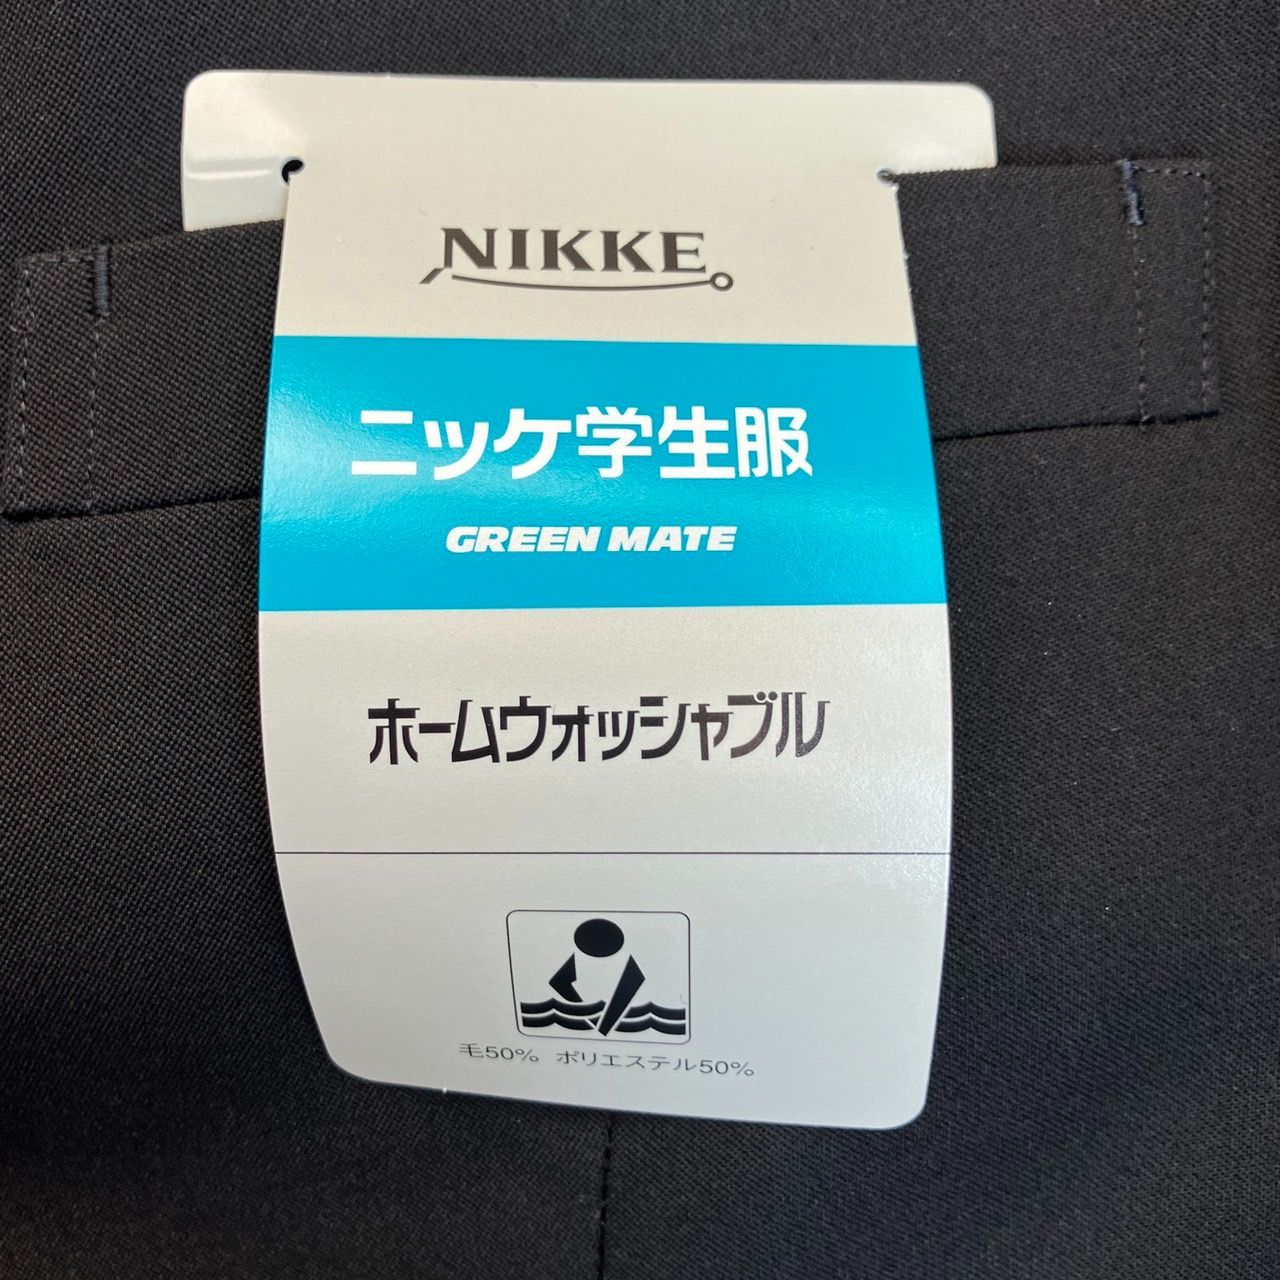 NIKKE
ニッケ学生服
GREEN MATE
ホームウォッシャブル
毛50% ポリエステル50%